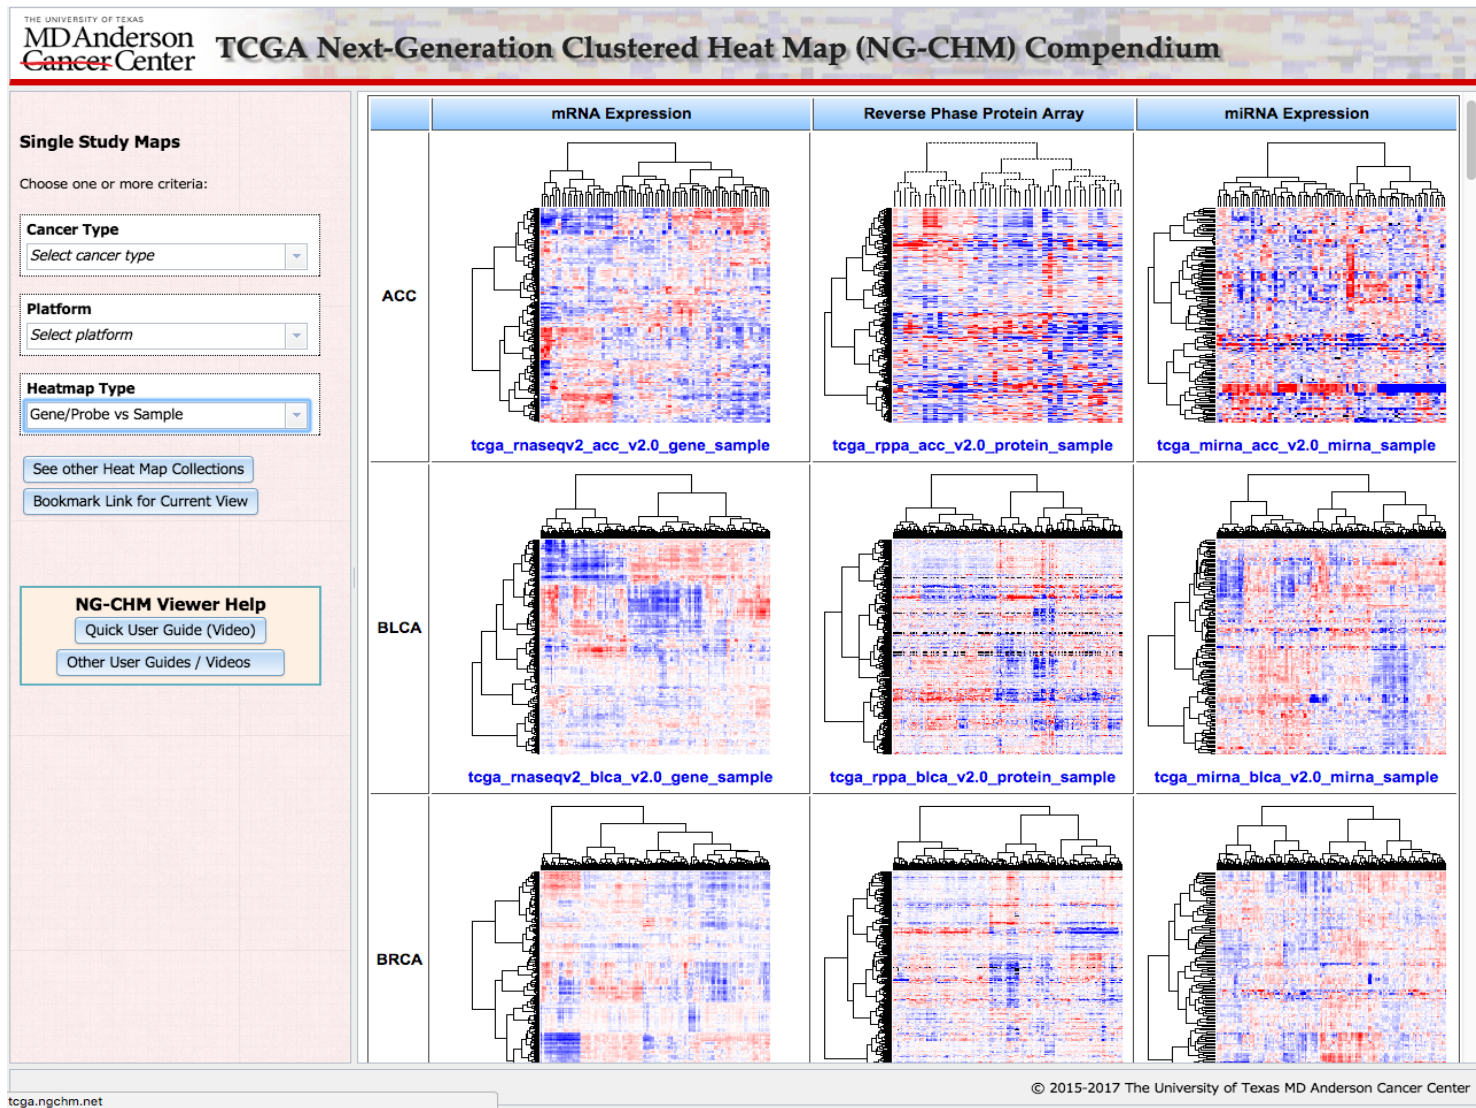 THE UNIVERSITY OF TEXAS
MD Anderson
Cancer Center
TCGA Next-Generation Clustered Heat Map (NG-CHM) Compendium
Single Study Maps
Choose one or more criteria:
Cancer Type
Select cancer type
Platform
Select platform
Heatmap Type
Gene/Probe vs Sample
See other Heat Map Collections
Bookmark Link for Current View
NG-CHM Viewer Help
Quick User Guide (Video)
Other User Guides / Videos
mRNA Expression
Reverse Phase Protein Array
miRNA Expression
ACC
tcga_rnaseqv2_acc_v2.0_gene_sample
tcga_rppa_acc_v2.0_protein_sample
tcga_mirna_acc_v2.0_mirna_sample
BLCA
tcga_rnaseqv2_blca_v2.0_gene_sample
tcga_rppa_blca_v2.0_protein_sample
tcga_mirna_blca_v2.0_mirna_sample
BRCA
© 2015-2017 The University of Texas MD Anderson Cancer Center
tcga.ngchm.net